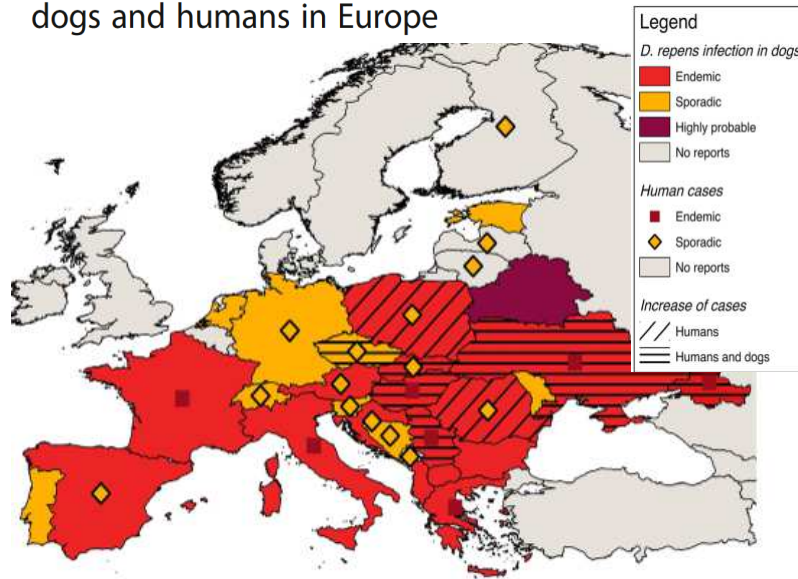 dogs and humans in Europe
Legend
D. repens infection in dogs
Endemic
Sporadic
Highly probable
No reports
Human cases
Endemic
Sporadic
No reports
Increase of cases
Humans
Humans and dogs